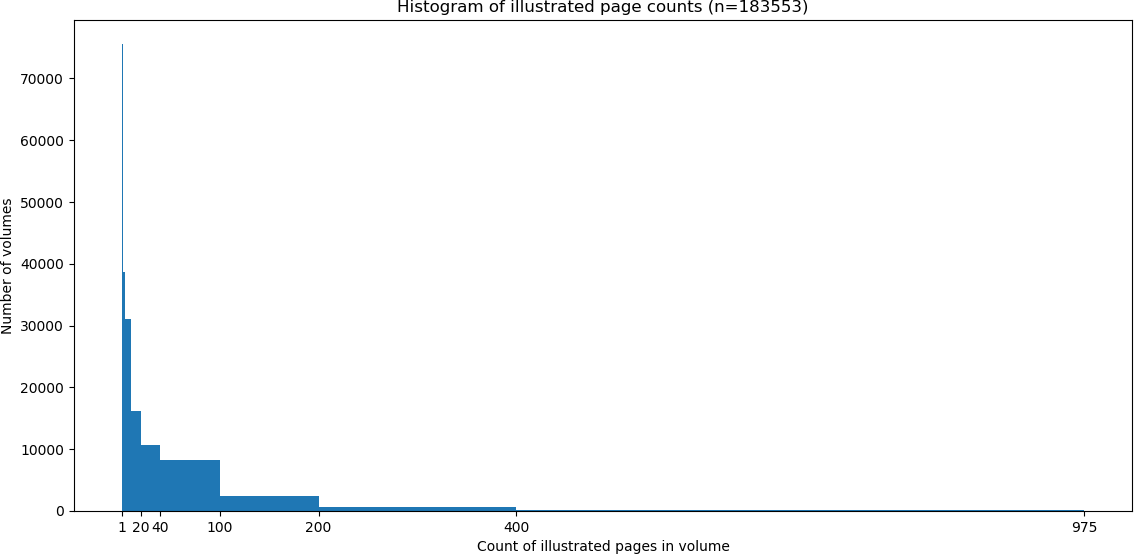 Histogram of illustrated page counts (n=183553)
Number of volumes
70000
60000
50000
40000
30000
20000
10000
0
1 20 40 100 200 400 975
Count of illustrated pages in volume